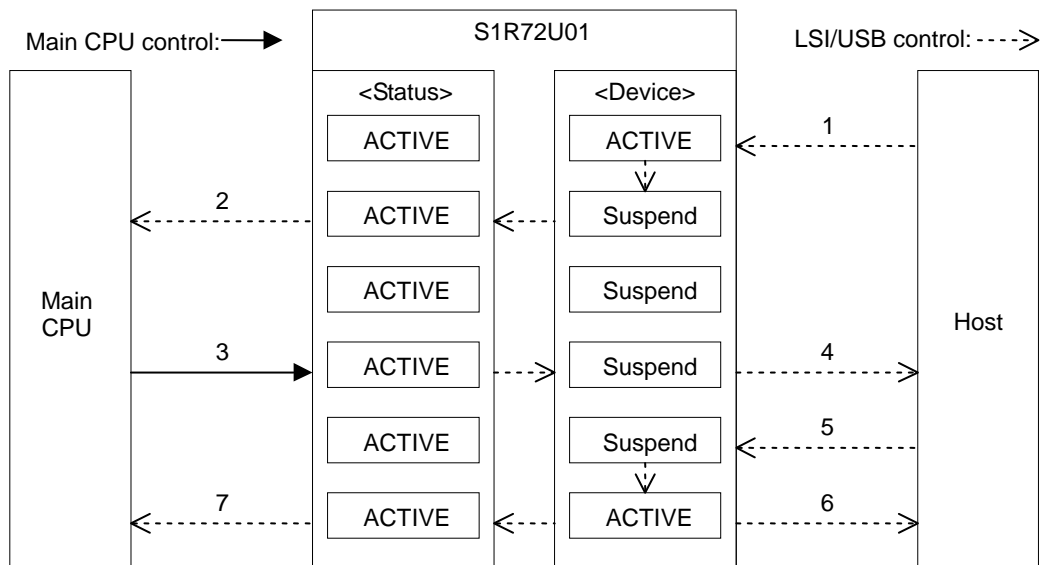 S1R72U01
Main CPU control:
LSI/USB control:
<Status>
<Device>
ACTIVE
ACTIVE
1
2
ACTIVE
Suspend
ACTIVE
Suspend
Main
CPU
Host
3
ACTIVE
Suspend
4
ACTIVE
Suspend
5
7
ACTIVE
ACTIVE
6